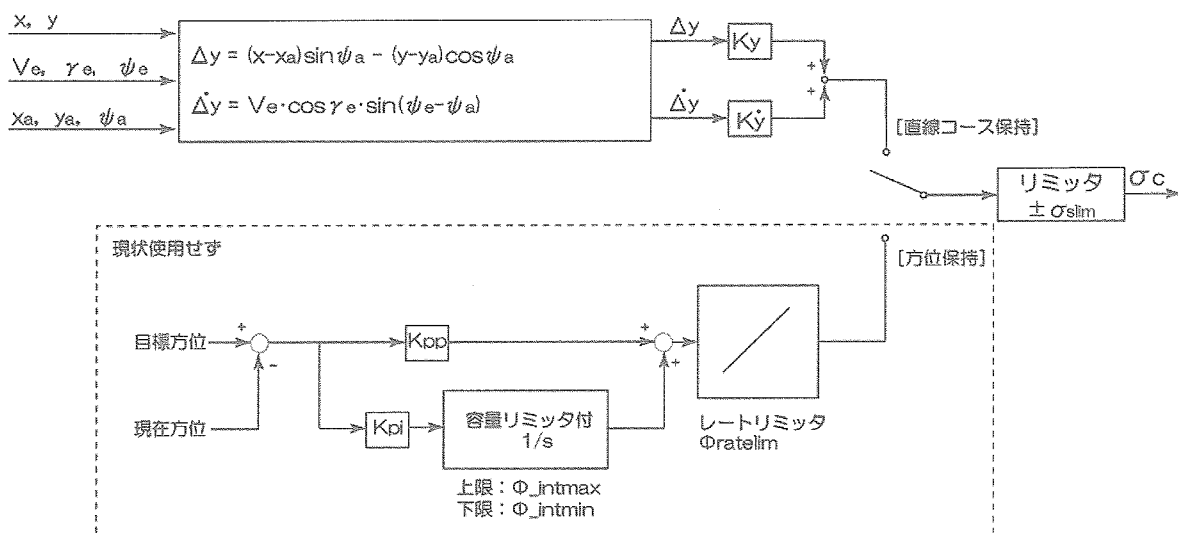 x, y
Ve, γe, ψe
xa, ya, ψa
Δy = (x-xa)sinψa - (y-ya)cosψa
Δẏ = Ve·cosγe·sin(ψe-ψa)
Δy
Ky
Δẏ
Kẏ
+
+
[直線コース保持]
リミッタ
±σslim
σc
現状使用せず
[方位保持]
目標方位
+
-
現在方位
Kpp
Kpi
容量リミッタ付
1/s
上限：Φ_intmax
下限：Φ_intmin
+
+
レートリミッタ
Φratelim